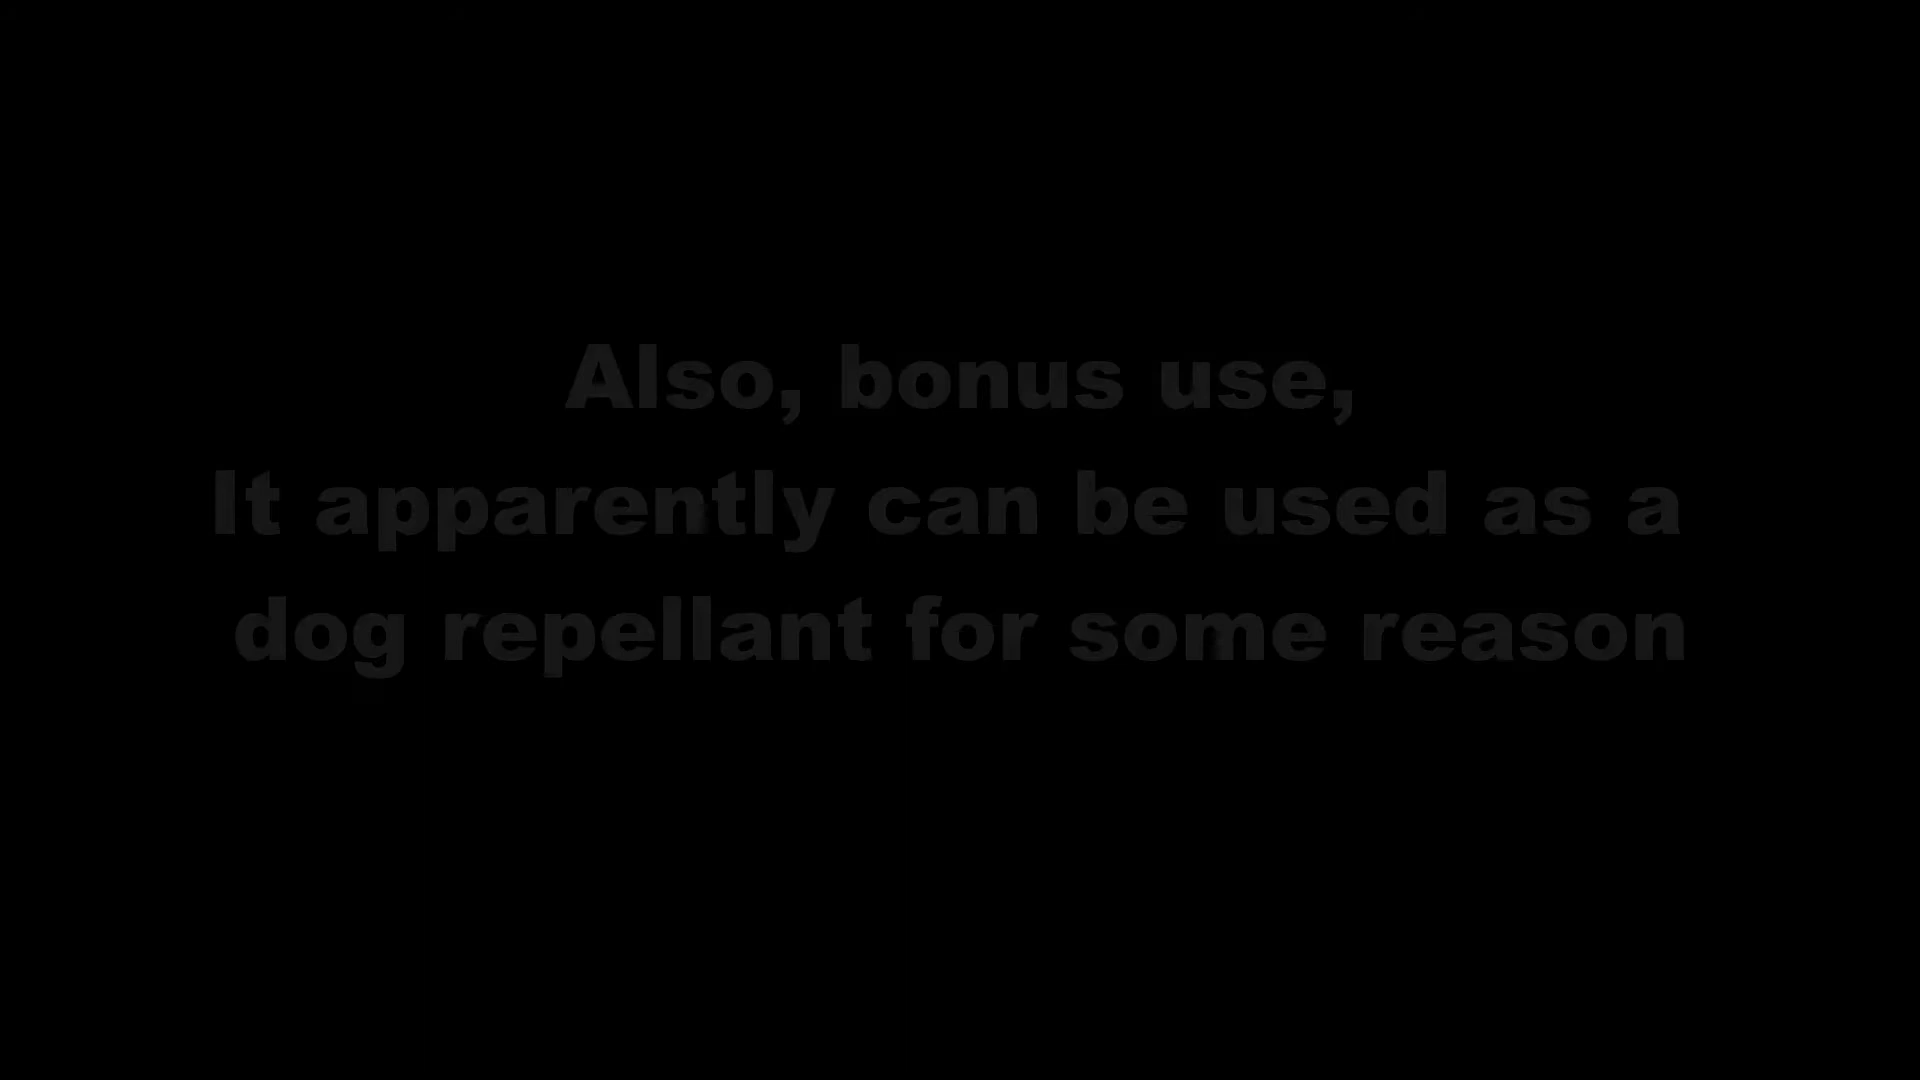 Also, bonus use,
It apparently can be used as a
dog repellant for some reason